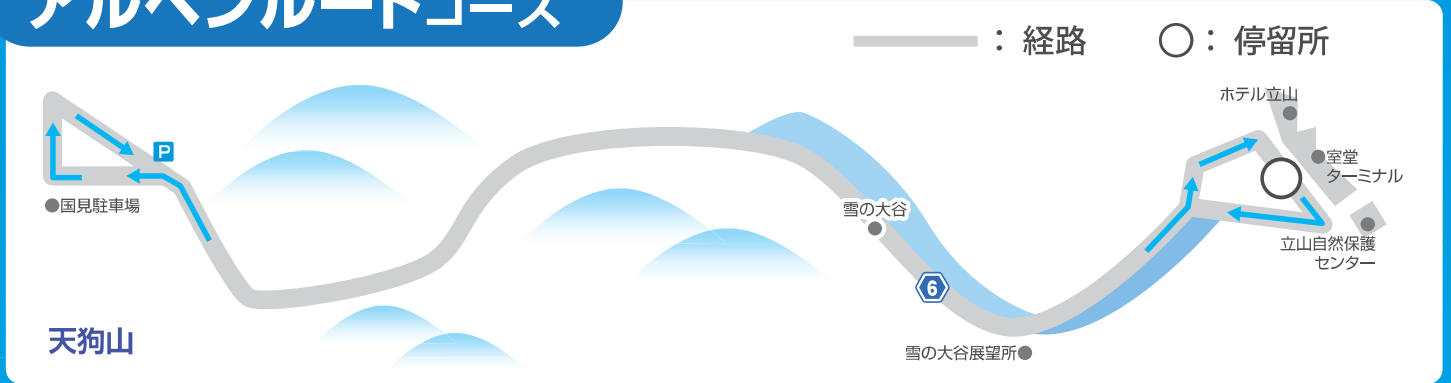 アルペンルートコース
：経路
：停留所
ホテル立山
P
室堂
ターミナル
国見駐車場
雪の大谷
立山自然保護
センター
6
天狗山
雪の大谷展望所